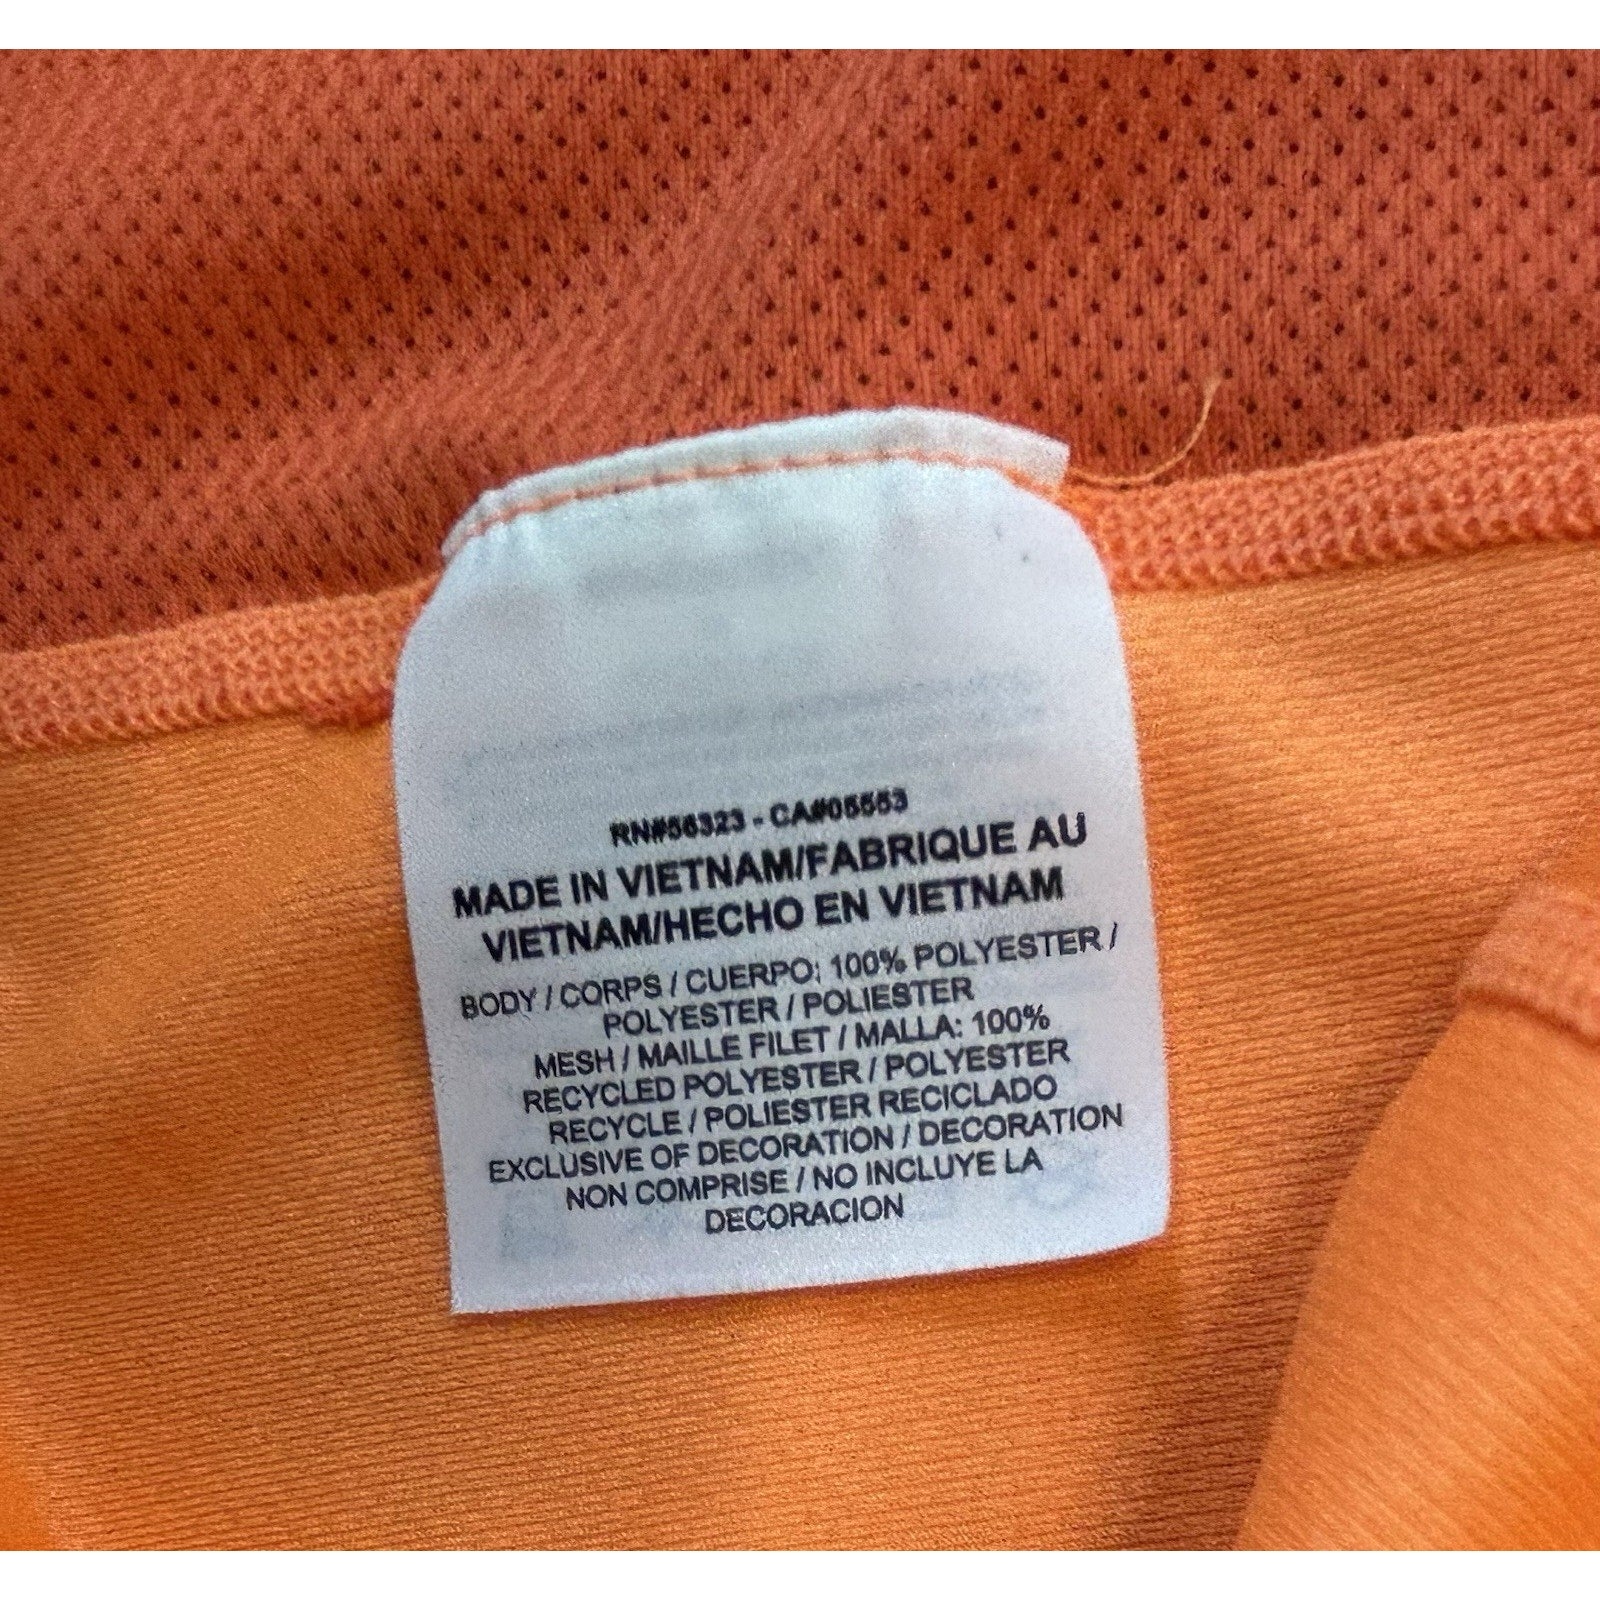 RN#56323 - CA#05553
MADE IN VIETNAM/FABRIQUE AU
VIETNAM/HECHO EN VIETNAM
BODY / CORPS / CUERPO: 100% POLYESTER /
POLYESTER / POLIESTER
MESH / MAILLE FILET / MALLA: 100%
RECYCLED POLYESTER / POLYESTER
RECYCLE / POLIESTER RECICLADO
EXCLUSIVE OF DECORATION / DECORATION
NON COMPRISE / NO INCLUYE LA
DECORACION